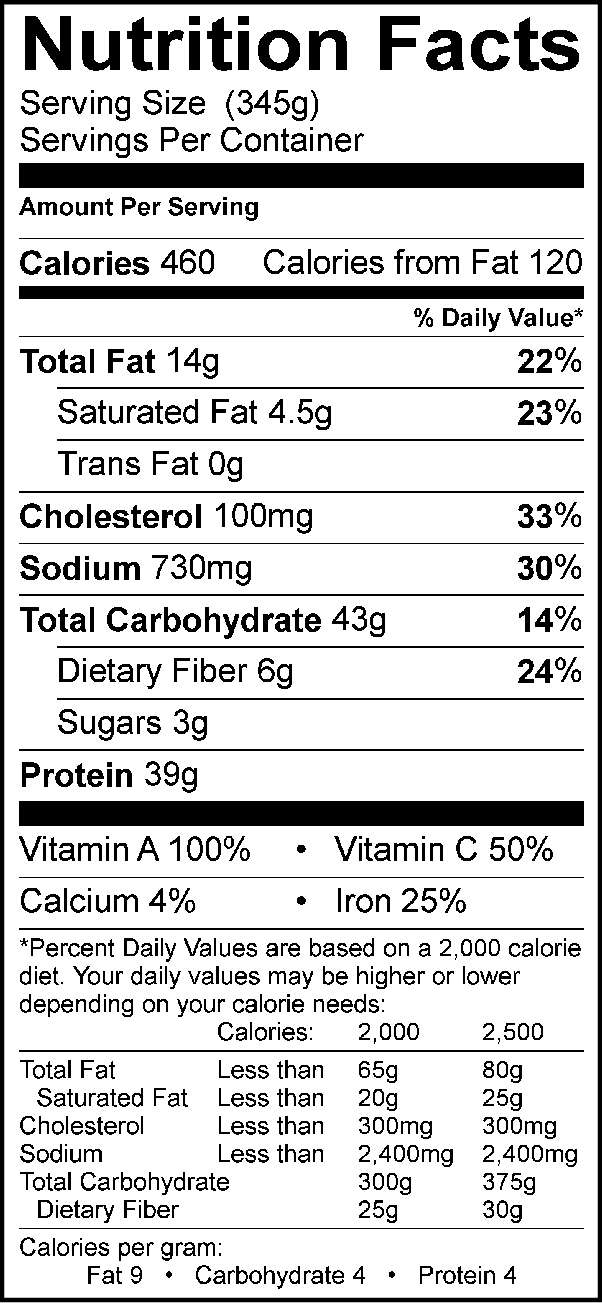 Nutrition Facts
Serving Size (345g)
Servings Per Container
Amount Per Serving
Calories 460 Calories from Fat 120
% Daily Value*
Total Fat 14g 22%
Saturated Fat 4.5g 23%
Trans Fat 0g
Cholesterol 100mg 33%
Sodium 730mg 30%
Total Carbohydrate 43g 14%
Dietary Fiber 6g 24%
Sugars 3g
Protein 39g
Vitamin A 100% • Vitamin C 50%
Calcium 4% • Iron 25%
*Percent Daily Values are based on a 2,000 calorie
diet. Your daily values may be higher or lower
depending on your calorie needs:
Calories: 2,000 2,500
Total Fat Less than 65g 80g
Saturated Fat Less than 20g 25g
Cholesterol Less than 300mg 300mg
Sodium Less than 2,400mg 2,400mg
Total Carbohydrate 300g 375g
Dietary Fiber 25g 30g
Calories per gram:
Fat 9 • Carbohydrate 4 • Protein 4